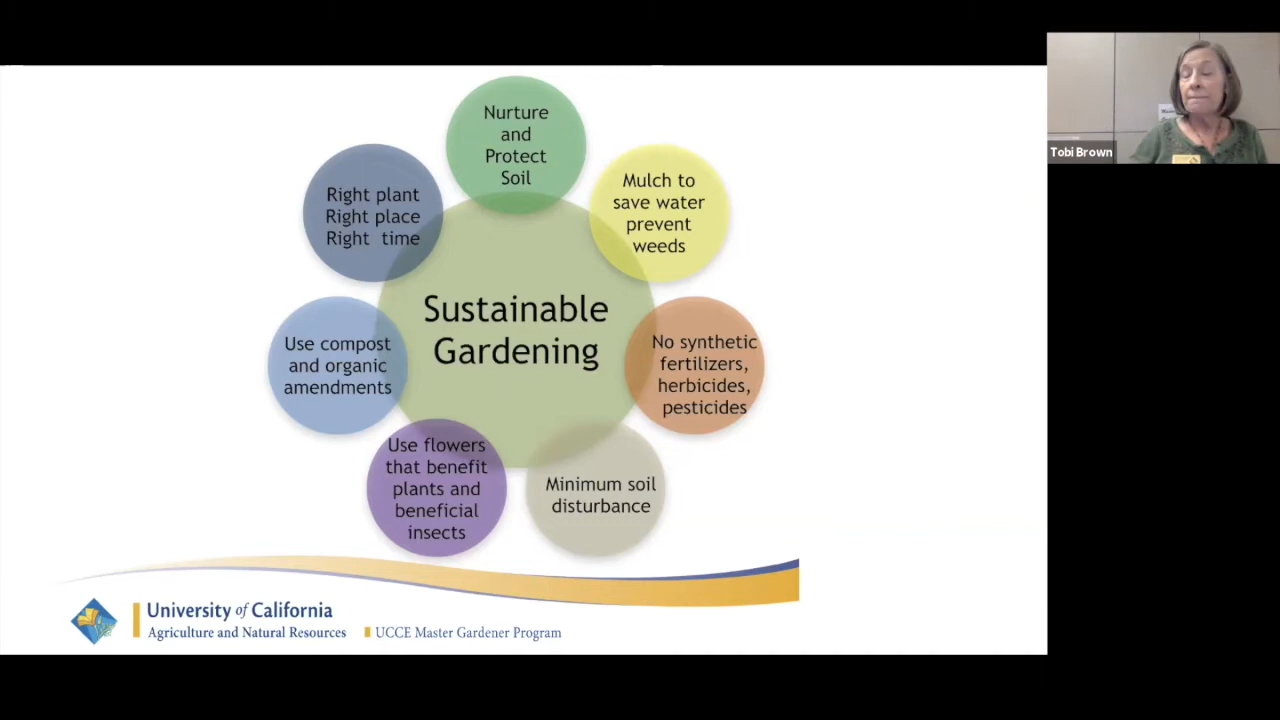 Nurture
and
Protect
Soil
Mulch to
save water
prevent
weeds
No synthetic
fertilizers,
herbicides,
pesticides
Minimum soil
disturbance
Use flowers
that benefit
plants and
beneficial
insects
Use compost
and organic
amendments
Right plant
Right place
Right time
Sustainable
Gardening
University of California
Agriculture and Natural Resources
UCCE Master Gardener Program
Tobi Brown